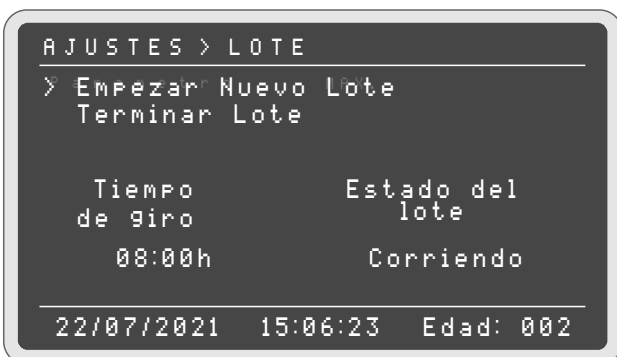 AJUSTES > LOTE
> Empezar Nuevo Lote
Terminar Lote
Tiempo Estado del
de giro lote
08:00h Corriendo
22/07/2021 15:06:23 Edad: 002